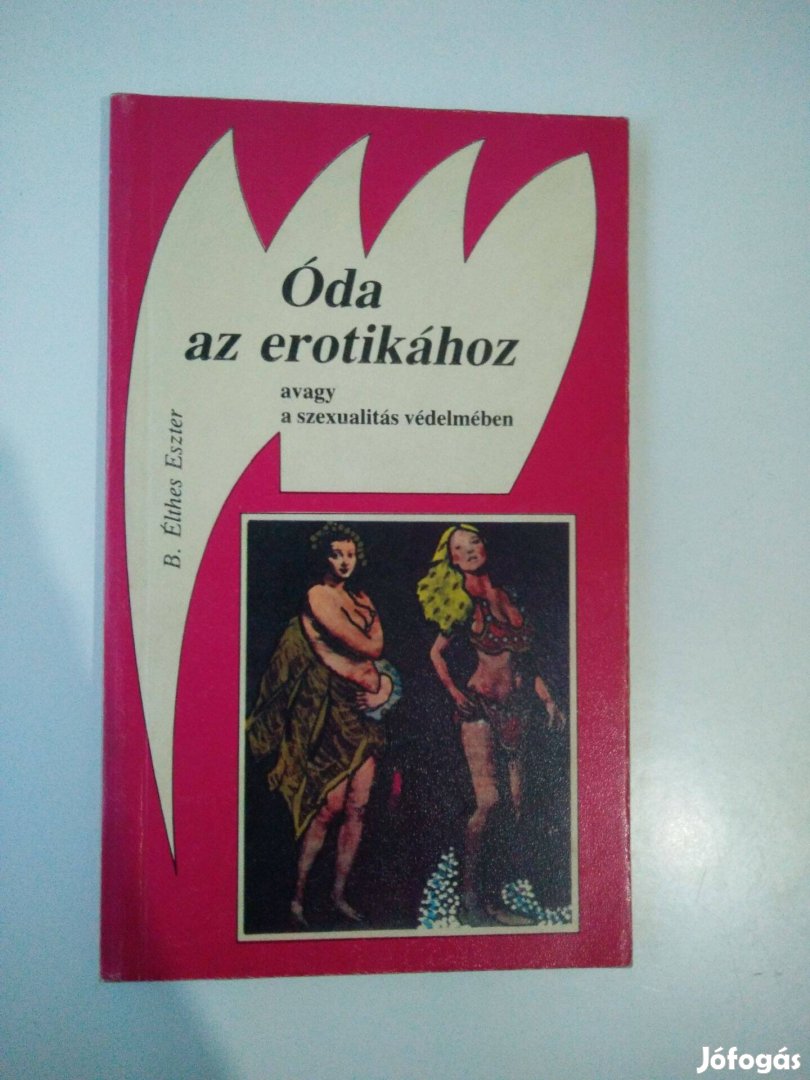 Óda
az erotikához
avagy
a szexualitás védelmében
B. Élthes Eszter
Jófogás